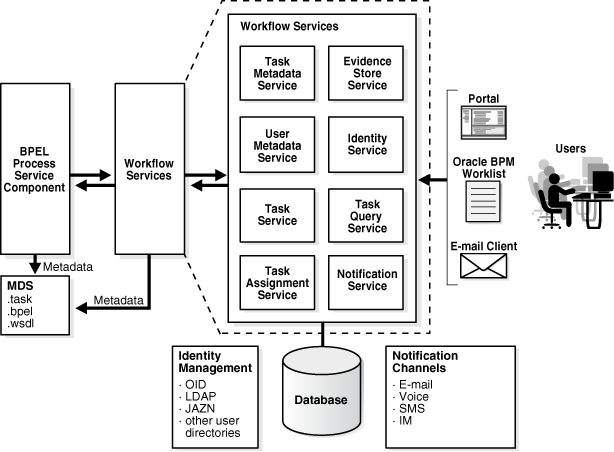 Workflow Services
Task
Metadata
Service
Evidence
Store
Service
User
Metadata
Service
Identity
Service
Task
Service
Task
Query
Service
Task
Assignment
Service
Notification
Service
BPEL
Process
Service
Component
Workflow
Services
Metadata
Metadata
MDS
.task
.bpel
.wsdl
Portal
Oracle BPM
Worklist
E-mail Client
Users
Identity
Management
· OID
· LDAP
· JAZN
· other user
directories
Database
Notification
Channels
· E-mail
· Voice
· SMS
· IM